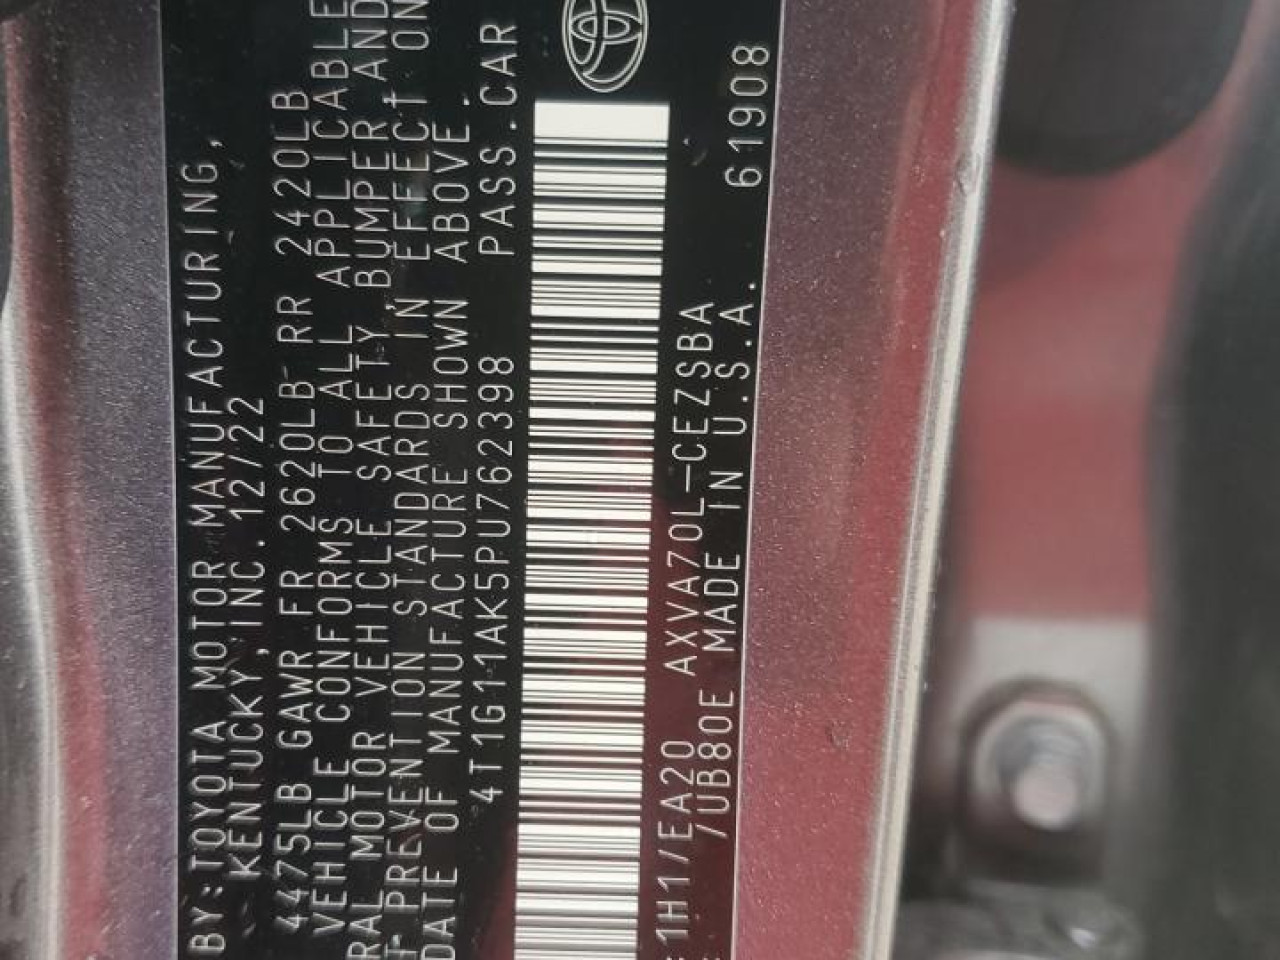 BY:TOYOTA MOTOR MANUFACTURING,
KENTUCKY,INC. 12/22
4475LB GAWR FR 2620LB RR 2420LB
VEHICLE CONFORMS TO ALL APPLICABLE
RAL MOTOR VEHICLE SAFETY,BUMPER AND
T PREVENTION STANDARDS IN EFFECT ON
DATE OF MANUFACTURE SHOWN ABOVE.
4T1G11AK5PU762398 PASS.CAR
1H1/EA20 AXVA70L-CEZSBA
/UB80E MADE IN U.S.A. 61908